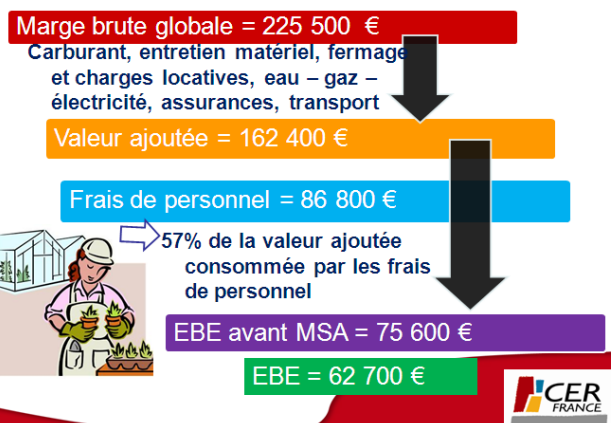 Marge brute globale = 225 500 €
Carburant, entretien matériel, fermage
et charges locatives, eau – gaz –
électricité, assurances, transport
Valeur ajoutée = 162 400 €
Frais de personnel = 86 800 €
57% de la valeur ajoutée
consommée par les frais
de personnel
EBE avant MSA = 75 600 €
EBE = 62 700 €
CER
FRANCE